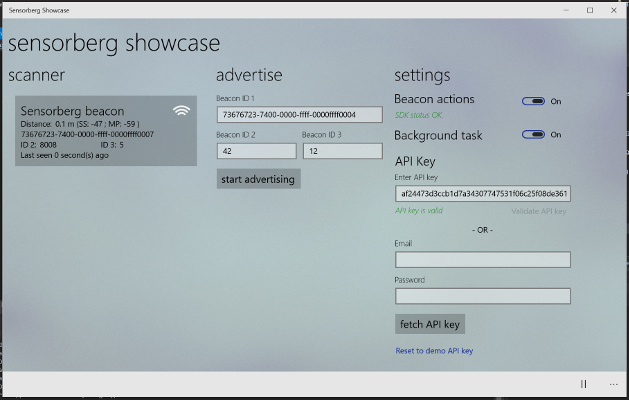 Sensorberg Showcase
sensorberg showcase
scanner
Sensorberg beacon
Distance: 0.1 m (SS: -47 ; MP: -59 )
73676723-7400-0000-ffff-0000ffff0007
ID 2: 8008 ID 3: 5
Last seen 0 second(s) ago
advertise
Beacon ID 1
73676723-7400-0000-ffff-0000ffff0004
Beacon ID 2 Beacon ID 3
42 12
start advertising
settings
Beacon actions On
SDK status OK.
Background task On
API Key
Enter API key
af24473d3ccb1d7a34307747531f06c25f08de361
API key is valid Validate API key
- OR -
Email
Password
fetch API key
Reset to demo API key